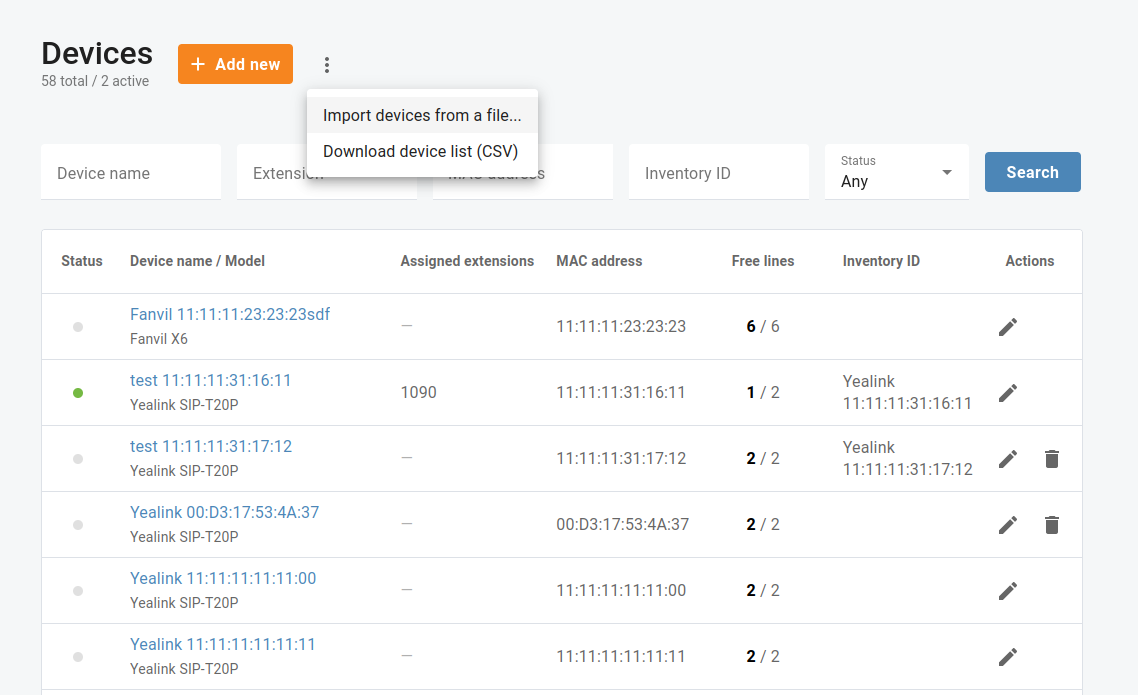 Devices
58 total / 2 active
Add new
Import devices from a file...
Download device list (CSV)
Device name
Extension
MAC address
Inventory ID
Status
Any
Search
Status Device name / Model Assigned extensions MAC address Free lines Inventory ID Actions
Fanvil 11:11:11:23:23:23sdf
Fanvil X6
— 11:11:11:23:23:23 6 / 6
test 11:11:11:31:16:11
Yealink SIP-T20P
1090 11:11:11:31:16:11 1 / 2
Yealink
11:11:11:31:16:11
test 11:11:11:31:17:12
Yealink SIP-T20P
— 11:11:11:31:17:12 2 / 2
Yealink
11:11:11:31:17:12
Yealink 00:D3:17:53:4A:37
Yealink SIP-T20P
— 00:D3:17:53:4A:37 2 / 2
Yealink 11:11:11:11:11:00
Yealink SIP-T20P
— 11:11:11:11:11:00 2 / 2
Yealink 11:11:11:11:11:11
Yealink SIP-T20P
— 11:11:11:11:11:11 2 / 2